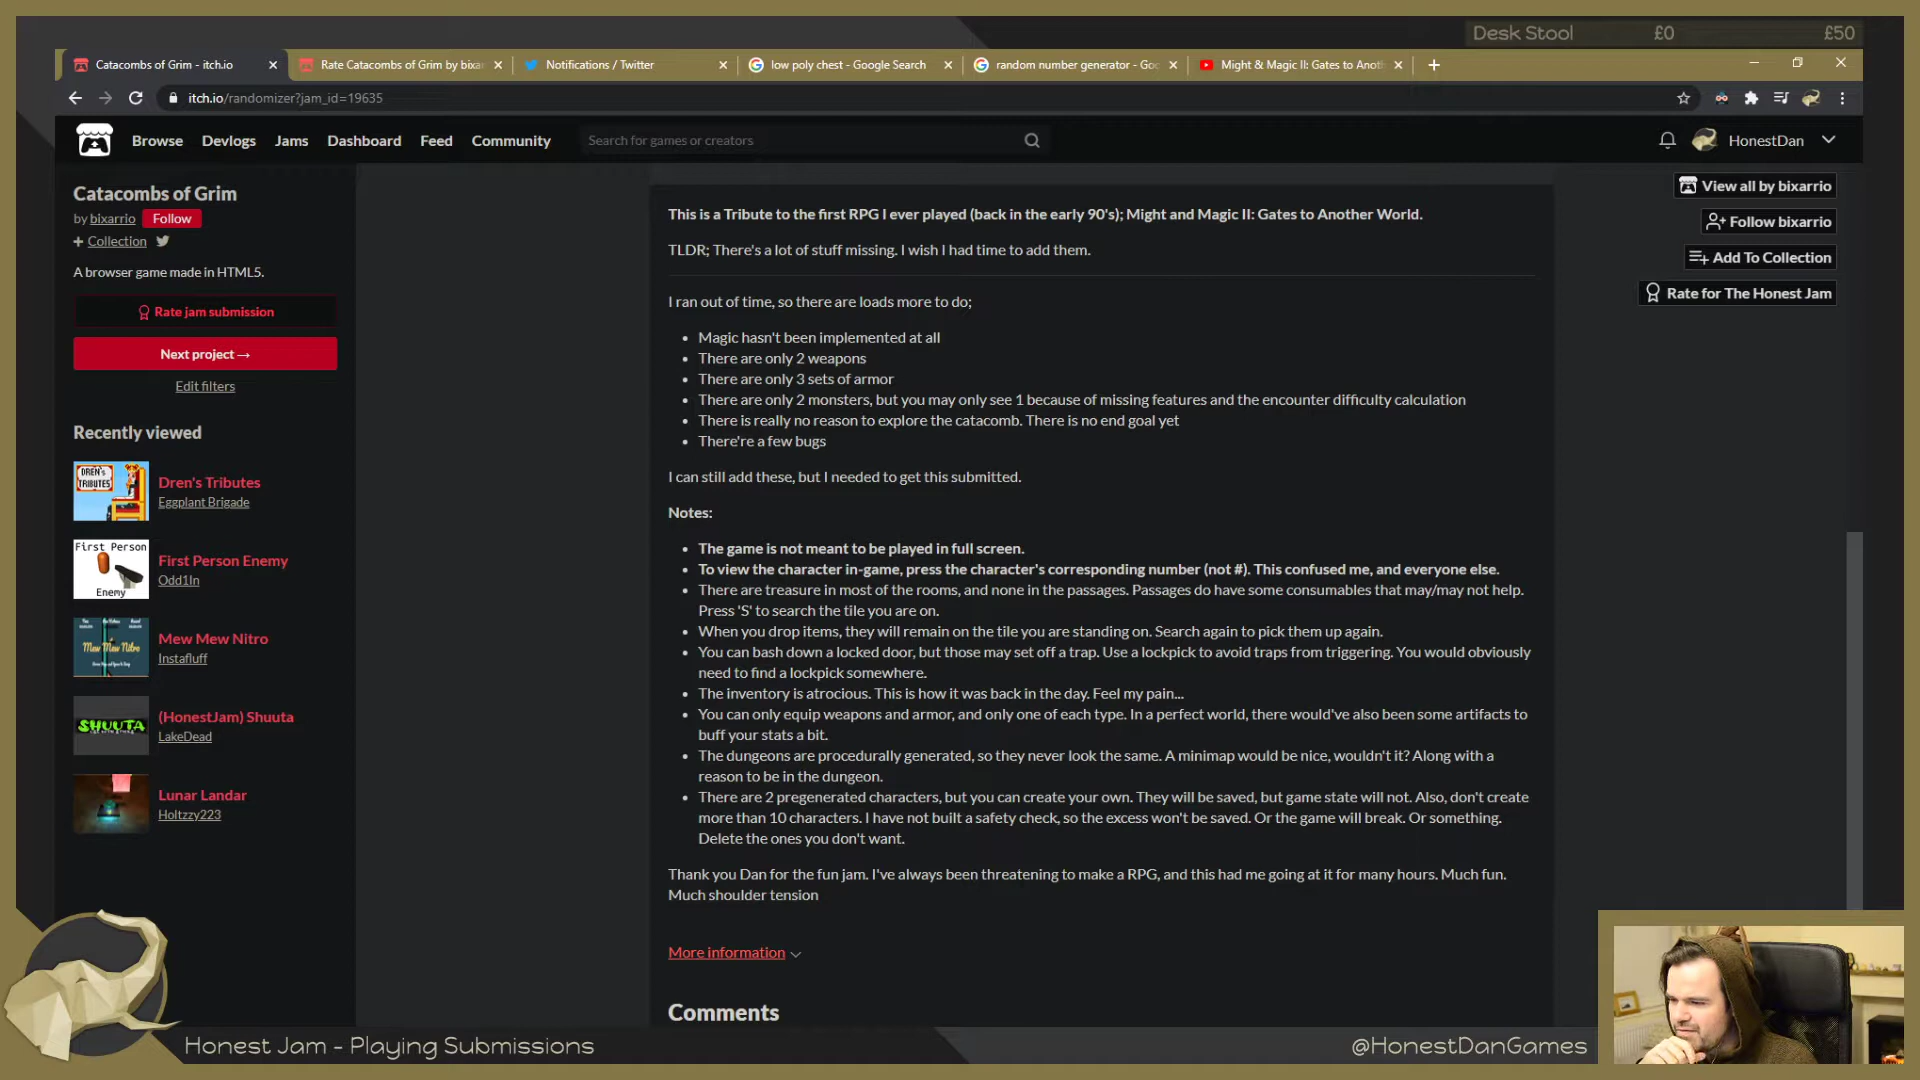 Desk Stool £0 £50
Catacombs of Grim - itch.io
Rate Catacombs of Grim by bixar
Notifications / Twitter
low poly chest - Google Search
random number generator - Goo
Might & Magic II: Gates to Anoth
itch.io/randomizer?jam_id=19635
Browse Devlogs Jams Dashboard Feed Community
Search for games or creators
HonestDan
Catacombs of Grim
by bixarrio Follow
+ Collection
A browser game made in HTML5.
Rate jam submission
Next project →
Edit filters
Recently viewed
DREN's TRIBUTES
Dren's Tributes
Eggplant Brigade
First Person Enemy
First Person Enemy
Odd1In
Mew Mew Nitro
Mew Mew Nitro
Instafluff
SHUUTA
(HonestJam) Shuuta
LakeDead
Lunar Landar
Holtzzy223
This is a Tribute to the first RPG I ever played (back in the early 90's); Might and Magic II: Gates to Another World.
TLDR; There's a lot of stuff missing. I wish I had time to add them.
I ran out of time, so there are loads more to do;
• Magic hasn't been implemented at all
• There are only 2 weapons
• There are only 3 sets of armor
• There are only 2 monsters, but you may only see 1 because of missing features and the encounter difficulty calculation
• There is really no reason to explore the catacomb. There is no end goal yet
• There're a few bugs
I can still add these, but I needed to get this submitted.
Notes:
• The game is not meant to be played in full screen.
• To view the character in-game, press the character's corresponding number (not #). This confused me, and everyone else.
• There are treasure in most of the rooms, and none in the passages. Passages do have some consumables that may/may not help.
Press 'S' to search the tile you are on.
• When you drop items, they will remain on the tile you are standing on. Search again to pick them up again.
• You can bash down a locked door, but those may set off a trap. Use a lockpick to avoid traps from triggering. You would obviously
need to find a lockpick somewhere.
• The inventory is atrocious. This is how it was back in the day. Feel my pain...
• You can only equip weapons and armor, and only one of each type. In a perfect world, there would've also been some artifacts to
buff your stats a bit.
• The dungeons are procedurally generated, so they never look the same. A minimap would be nice, wouldn't it? Along with a
reason to be in the dungeon.
• There are 2 pregenerated characters, but you can create your own. They will be saved, but game state will not. Also, don't create
more than 10 characters. I have not built a safety check, so the excess won't be saved. Or the game will break. Or something.
Delete the ones you don't want.
Thank you Dan for the fun jam. I've always been threatening to make a RPG, and this had me going at it for many hours. Much fun.
Much shoulder tension
More information
Comments
View all by bixarrio
Follow bixarrio
Add To Collection
Rate for The Honest Jam
Honest Jam - Playing Submissions
@HonestDanGames